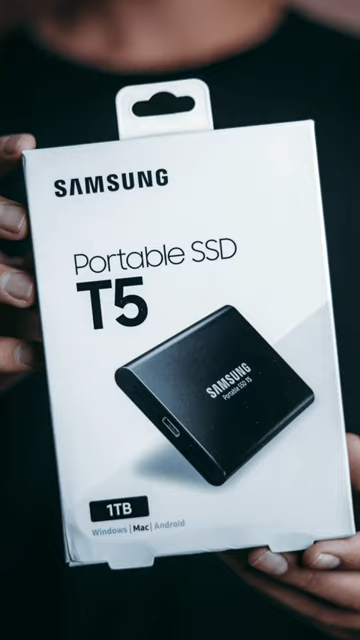 SAMSUNG
Portable SSD
T5
SAMSUNG
Portable SSD T5
1TB
Windows | Mac | Android